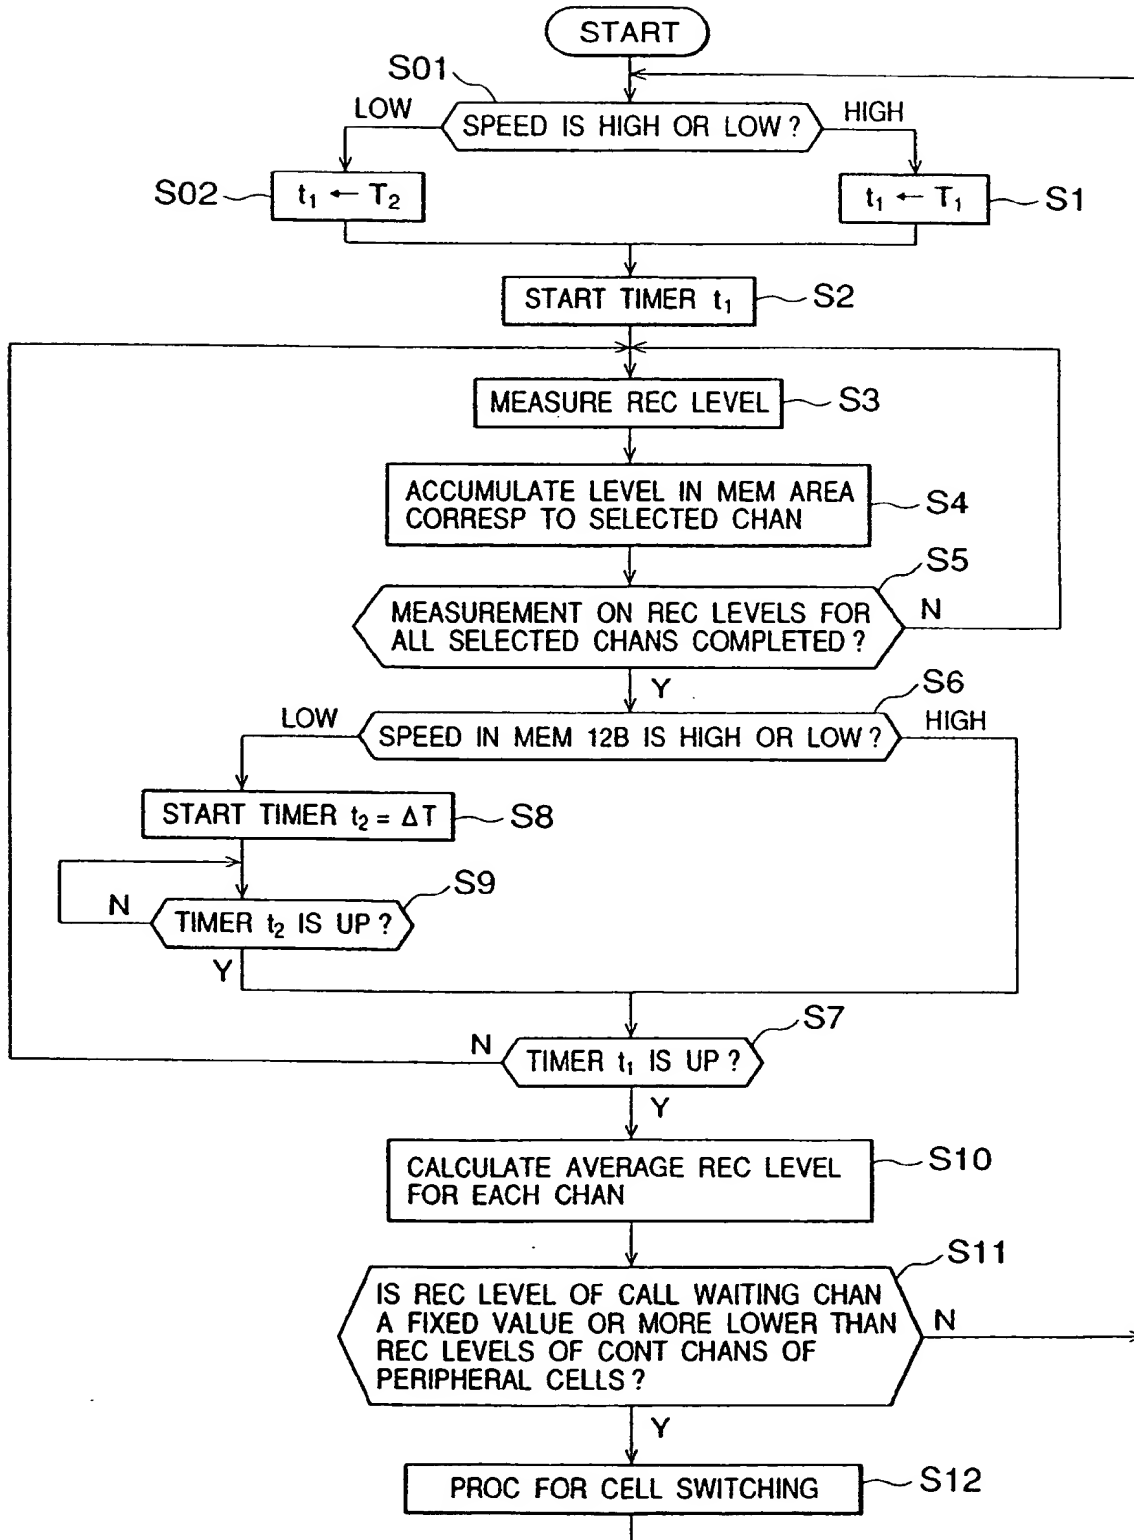 START
S01
LOW
SPEED IS HIGH OR LOW ?
HIGH
S02
t₁ ← T₂
t₁ ← T₁
S1
START TIMER t₁
S2
MEASURE REC LEVEL
S3
ACCUMULATE LEVEL IN MEM AREA
CORRESP TO SELECTED CHAN
S4
S5
MEASUREMENT ON REC LEVELS FOR
ALL SELECTED CHANS COMPLETED ?
N
Y
S6
LOW
SPEED IN MEM 12B IS HIGH OR LOW ?
HIGH
START TIMER t₂ = ΔT
S8
S9
N
TIMER t₂ IS UP ?
Y
S7
N
TIMER t₁ IS UP ?
Y
CALCULATE AVERAGE REC LEVEL
FOR EACH CHAN
S10
S11
IS REC LEVEL OF CALL WAITING CHAN
A FIXED VALUE OR MORE LOWER THAN
REC LEVELS OF CONT CHANS OF
PERIPHERAL CELLS ?
N
Y
PROC FOR CELL SWITCHING
S12